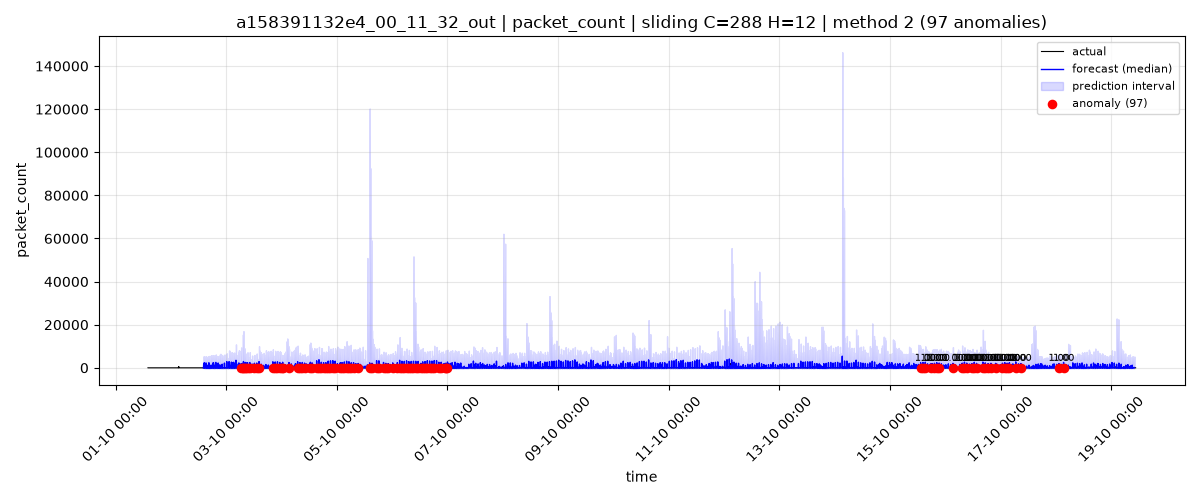 a158391132e4_00_11_32_out | packet_count | sliding C=288 H=12 | method 2 (97 anomalies)
actual
forecast (median)
prediction interval
anomaly (97)
packet_count
140000
120000
100000
80000
60000
40000
20000
0
01-10 00:00
03-10 00:00
05-10 00:00
07-10 00:00
09-10 00:00
11-10 00:00
13-10 00:00
15-10 00:00
17-10 00:00
19-10 00:00
time